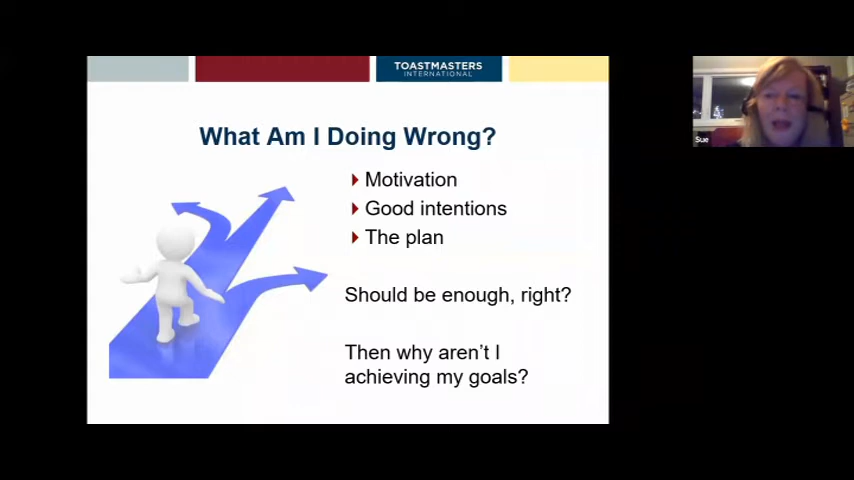 TOASTMASTERS
INTERNATIONAL
What Am I Doing Wrong?
Motivation
Good intentions
The plan
Should be enough, right?
Then why aren't I
achieving my goals?
Sue